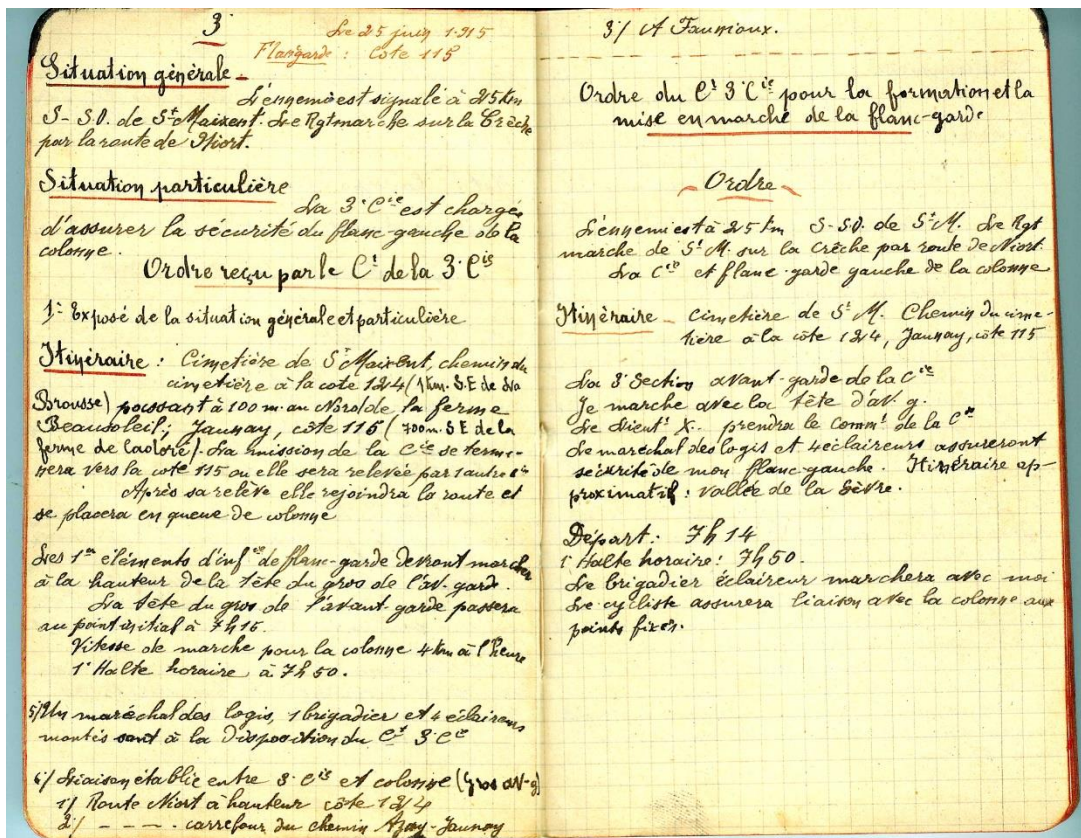 3
Le 25 juin 1915
Flangarde : Cote 115
Situation générale -
L'ennemi est signalé à 25 km
S-S.O. de St Maixent. Le Rgt marche sur la Crèche
par la route de Niort.
Situation particulière
La 3e Cie est chargée
d'assurer la sécurité du flanc-gauche de la
colonne.
Ordre reçu par le Ct de la 3e Cie
1: Exposé de la situation générale et particulière
Itinéraire : Cimetière de St Maixent, chemin du
cimetière à la cote 124 (1 km. S.E de La
Brousse) passant à 100 m. au Nord de la ferme
Beausoleil; Jaunay, côte 115 (700 m. S E de la
ferme de ). La mission de la Cie se termi-
nera vers la cote 115 ou elle sera relevée par 1 autre Cie
Après sa relève elle rejoindra la route et
se placera en queue de colonne
Les 1ers éléments d'infie de flanc-garde devront marcher
à la hauteur de la tête du gros de l'av. gard.
La tête du gros de l'avant-garde passera
au point initial à 7h15.
Vitesse de marche pour la colonne 4 km à l'heure
1e Halte horaire à 7h50.
5/ Un maréchal des logis, 1 brigadier et 4 éclaireurs
montés sont à la disposition du Ct 3e Cie
6/ Liaison établie entre 3e Cie et colonne (Gros av-g)
1/ Route Niort à hauteur côte 124
2/ - - - - . carrefour du chemin Azay-Jaunay
3/ A Faumioux.
Ordre du Ct 3e Cie pour la formation et la
mise en marche de la flanc-garde
Ordre
L'ennemi est à 25 km S-S.O. de St M. Le Rgt
marche de St M. sur la Crèche par route de Niort.
La Cie et flanc-garde gauche de la colonne
Itinéraire - cimetière de St M. Chemin du cime-
tière à la côte 124, Jaunay, côte 115
La 3e Section avant-garde de la Cie
Je marche avec la tête d'av. g.
Le Lieutt X. prendra le Commt de la Cie
Le maréchal des logis et 4 éclaireurs assureront
sécurité de mon flanc-gauche. Itinéraire ap-
proximatif : vallée de la Sèvre.
Départ : 7h14
1e Halte horaire : 7h50.
Le brigadier éclaireur marchera avec moi
Le cycliste assurera liaison avec la colonne aux
points fixés.